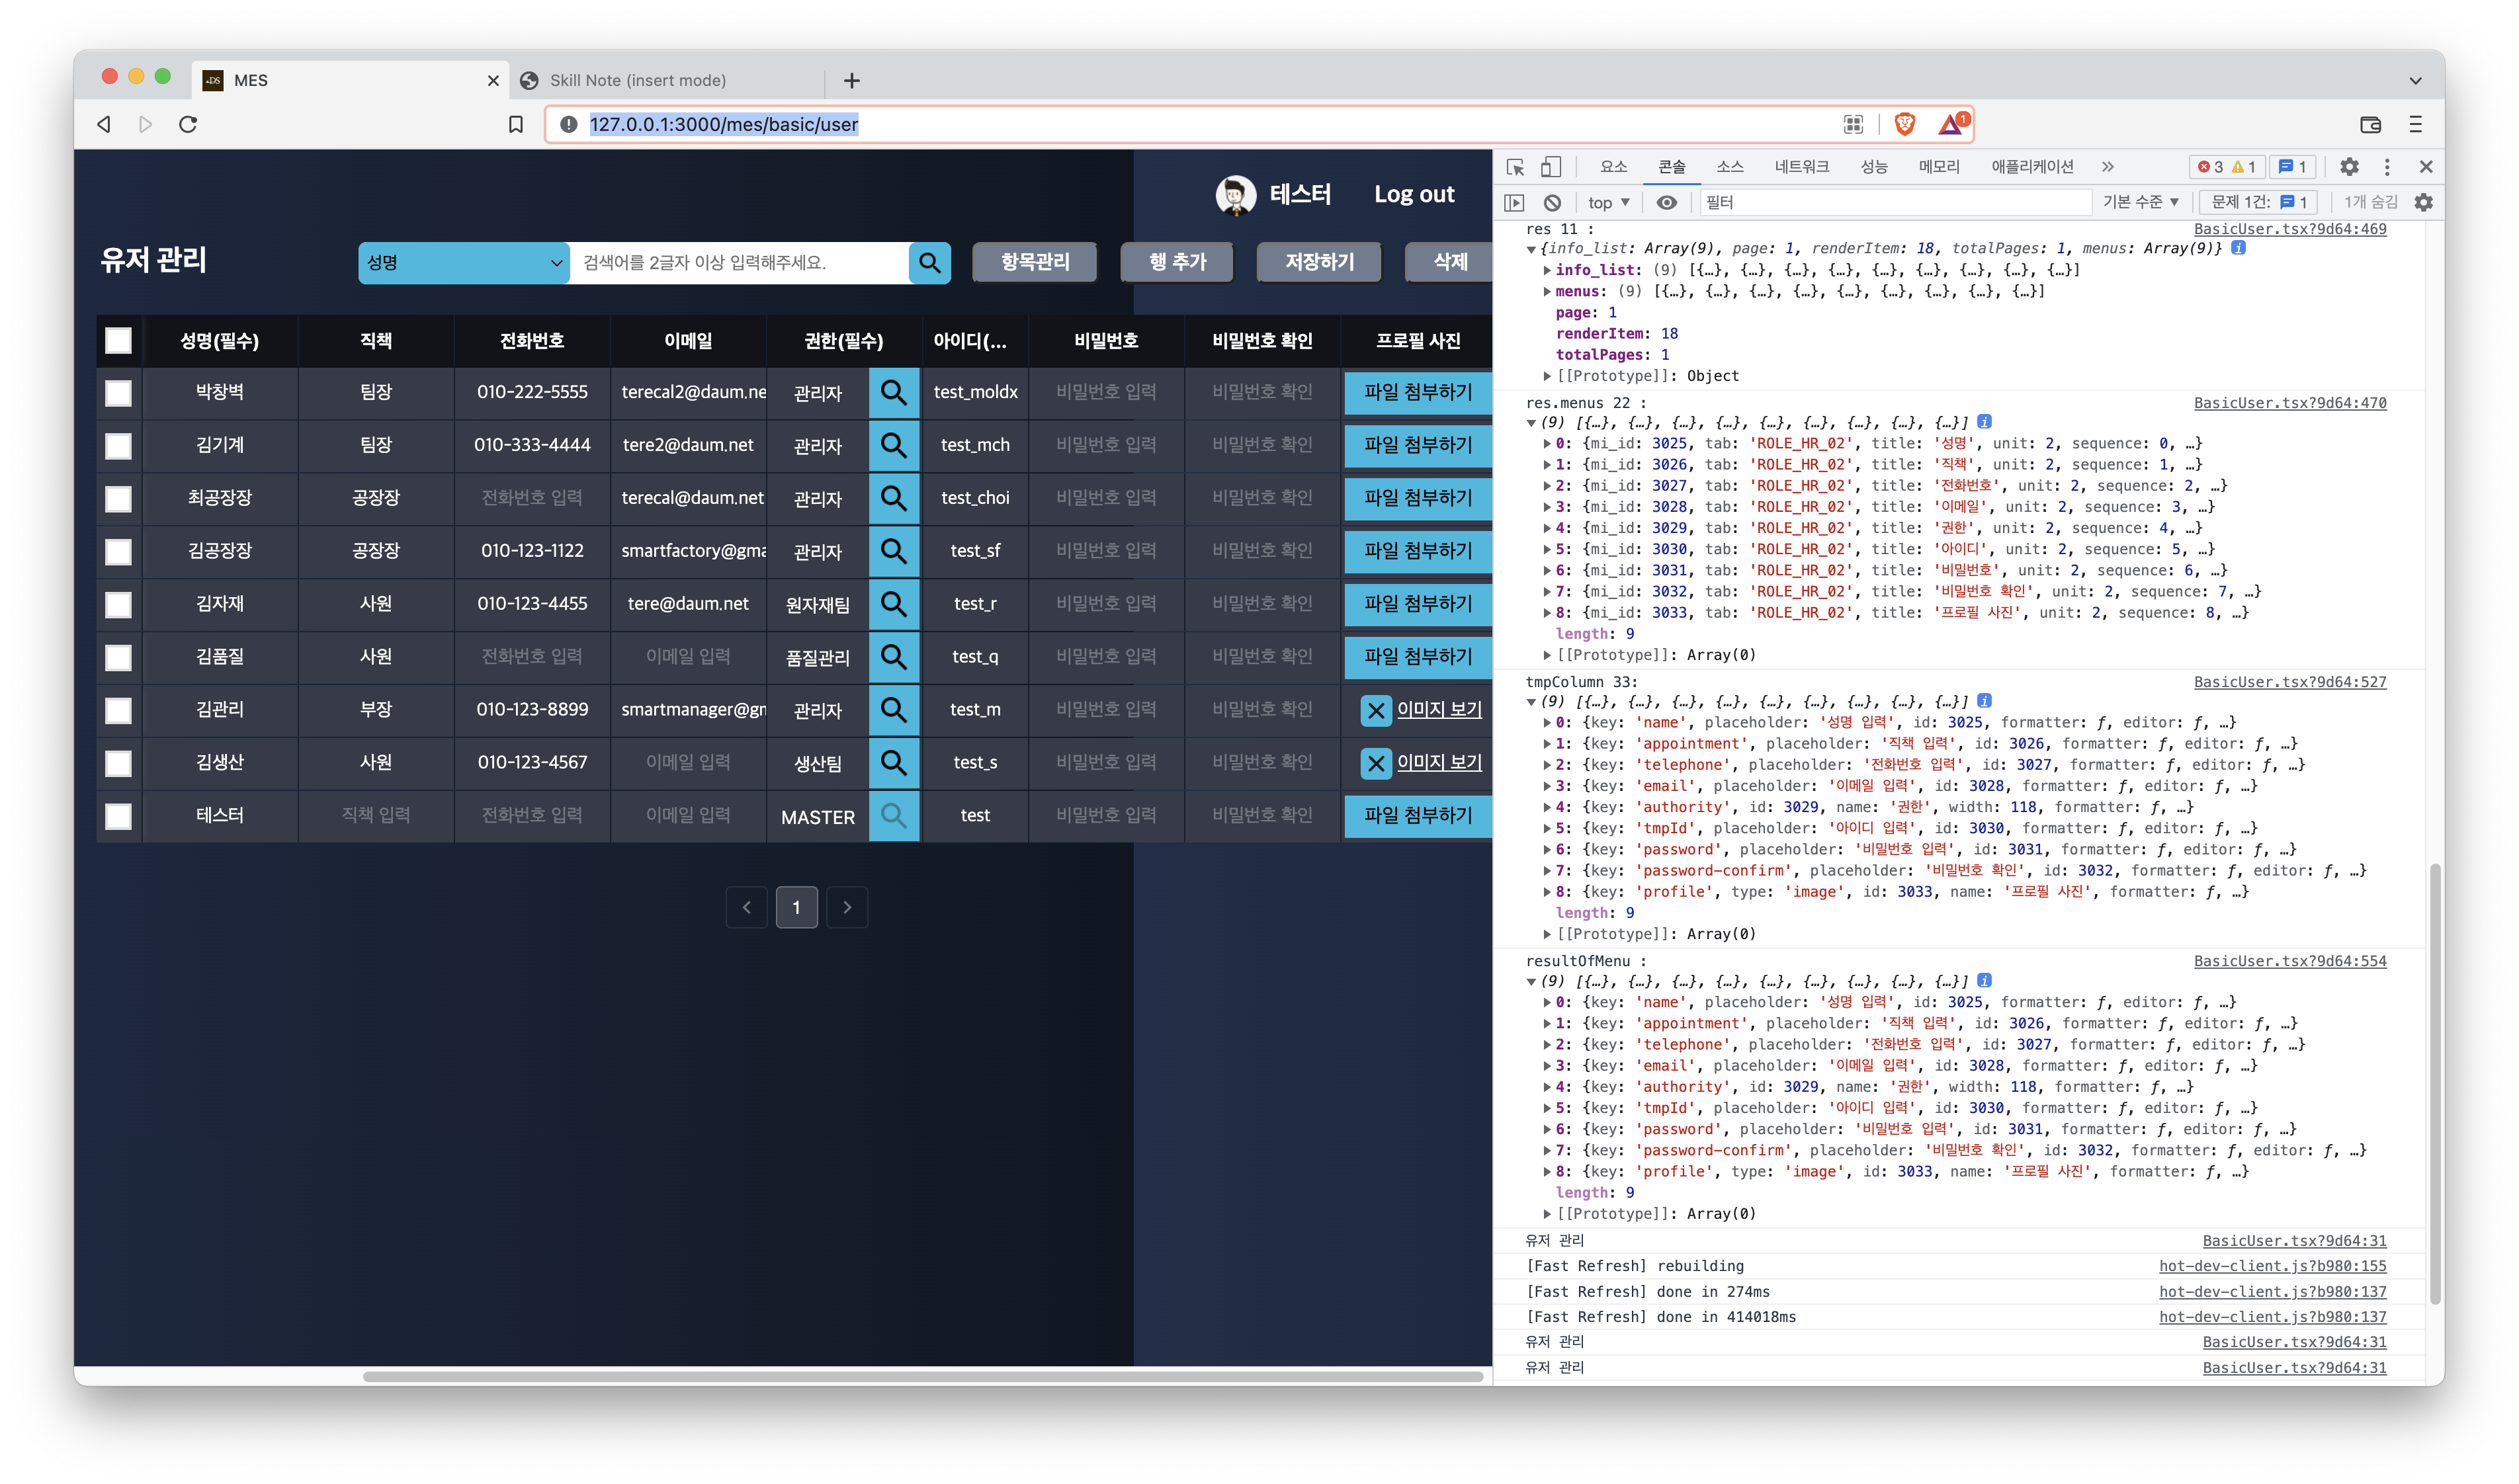 MES
Skill Note (insert mode)
127.0.0.1:3000/mes/basic/user
1
테스터 Log out
유저 관리 성명 검색어를 2글자 이상 입력해주세요. 항목관리 행 추가 저장하기 삭제
성명(필수) 직책 전화번호 이메일 권한(필수) 아이디(... 비밀번호 비밀번호 확인 프로필 사진
박창벽 팀장 010-222-5555 terecal2@daum.ne 관리자 test_moldx 비밀번호 입력 비밀번호 확인 파일 첨부하기
김기계 팀장 010-333-4444 tere2@daum.net 관리자 test_mch 비밀번호 입력 비밀번호 확인 파일 첨부하기
최공장장 공장장 전화번호 입력 terecal@daum.net 관리자 test_choi 비밀번호 입력 비밀번호 확인 파일 첨부하기
김공장장 공장장 010-123-1122 smartfactory@gma 관리자 test_sf 비밀번호 입력 비밀번호 확인 파일 첨부하기
김자재 사원 010-123-4455 tere@daum.net 원자재팀 test_r 비밀번호 입력 비밀번호 확인 파일 첨부하기
김품질 사원 전화번호 입력 이메일 입력 품질관리 test_q 비밀번호 입력 비밀번호 확인 파일 첨부하기
김관리 부장 010-123-8899 smartmanager@gm 관리자 test_m 비밀번호 입력 비밀번호 확인 이미지 보기
김생산 사원 010-123-4567 이메일 입력 생산팀 test_s 비밀번호 입력 비밀번호 확인 이미지 보기
테스터 직책 입력 전화번호 입력 이메일 입력 MASTER test 비밀번호 입력 비밀번호 확인 파일 첨부하기
1
요소 콘솔 소스 네트워크 성능 메모리 애플리케이션 3 1 1
top 필터 기본 수준 문제 1건: 1 1개 숨김
res 11 : BasicUser.tsx?9d64:469
{info_list: Array(9), page: 1, renderItem: 18, totalPages: 1, menus: Array(9)}
info_list: (9) [{…}, {…}, {…}, {…}, {…}, {…}, {…}, {…}, {…}]
menus: (9) [{…}, {…}, {…}, {…}, {…}, {…}, {…}, {…}, {…}]
page: 1
renderItem: 18
totalPages: 1
[[Prototype]]: Object
res.menus 22 : BasicUser.tsx?9d64:470
(9) [{…}, {…}, {…}, {…}, {…}, {…}, {…}, {…}, {…}]
0: {mi_id: 3025, tab: 'ROLE_HR_02', title: '성명', unit: 2, sequence: 0, …}
1: {mi_id: 3026, tab: 'ROLE_HR_02', title: '직책', unit: 2, sequence: 1, …}
2: {mi_id: 3027, tab: 'ROLE_HR_02', title: '전화번호', unit: 2, sequence: 2, …}
3: {mi_id: 3028, tab: 'ROLE_HR_02', title: '이메일', unit: 2, sequence: 3, …}
4: {mi_id: 3029, tab: 'ROLE_HR_02', title: '권한', unit: 2, sequence: 4, …}
5: {mi_id: 3030, tab: 'ROLE_HR_02', title: '아이디', unit: 2, sequence: 5, …}
6: {mi_id: 3031, tab: 'ROLE_HR_02', title: '비밀번호', unit: 2, sequence: 6, …}
7: {mi_id: 3032, tab: 'ROLE_HR_02', title: '비밀번호 확인', unit: 2, sequence: 7, …}
8: {mi_id: 3033, tab: 'ROLE_HR_02', title: '프로필 사진', unit: 2, sequence: 8, …}
length: 9
[[Prototype]]: Array(0)
tmpColumn 33: BasicUser.tsx?9d64:527
(9) [{…}, {…}, {…}, {…}, {…}, {…}, {…}, {…}, {…}]
0: {key: 'name', placeholder: '성명 입력', id: 3025, formatter: ƒ, editor: ƒ, …}
1: {key: 'appointment', placeholder: '직책 입력', id: 3026, formatter: ƒ, editor: ƒ, …}
2: {key: 'telephone', placeholder: '전화번호 입력', id: 3027, formatter: ƒ, editor: ƒ, …}
3: {key: 'email', placeholder: '이메일 입력', id: 3028, formatter: ƒ, editor: ƒ, …}
4: {key: 'authority', id: 3029, name: '권한', width: 118, formatter: ƒ, …}
5: {key: 'tmpId', placeholder: '아이디 입력', id: 3030, formatter: ƒ, editor: ƒ, …}
6: {key: 'password', placeholder: '비밀번호 입력', id: 3031, formatter: ƒ, editor: ƒ, …}
7: {key: 'password-confirm', placeholder: '비밀번호 확인', id: 3032, formatter: ƒ, editor: ƒ, …}
8: {key: 'profile', type: 'image', id: 3033, name: '프로필 사진', formatter: ƒ, …}
length: 9
[[Prototype]]: Array(0)
resultOfMenu : BasicUser.tsx?9d64:554
(9) [{…}, {…}, {…}, {…}, {…}, {…}, {…}, {…}, {…}]
0: {key: 'name', placeholder: '성명 입력', id: 3025, formatter: ƒ, editor: ƒ, …}
1: {key: 'appointment', placeholder: '직책 입력', id: 3026, formatter: ƒ, editor: ƒ, …}
2: {key: 'telephone', placeholder: '전화번호 입력', id: 3027, formatter: ƒ, editor: ƒ, …}
3: {key: 'email', placeholder: '이메일 입력', id: 3028, formatter: ƒ, editor: ƒ, …}
4: {key: 'authority', id: 3029, name: '권한', width: 118, formatter: ƒ, …}
5: {key: 'tmpId', placeholder: '아이디 입력', id: 3030, formatter: ƒ, editor: ƒ, …}
6: {key: 'password', placeholder: '비밀번호 입력', id: 3031, formatter: ƒ, editor: ƒ, …}
7: {key: 'password-confirm', placeholder: '비밀번호 확인', id: 3032, formatter: ƒ, editor: ƒ, …}
8: {key: 'profile', type: 'image', id: 3033, name: '프로필 사진', formatter: ƒ, …}
length: 9
[[Prototype]]: Array(0)
유저 관리 BasicUser.tsx?9d64:31
[Fast Refresh] rebuilding hot-dev-client.js?b980:155
[Fast Refresh] done in 274ms hot-dev-client.js?b980:137
[Fast Refresh] done in 414018ms hot-dev-client.js?b980:137
유저 관리 BasicUser.tsx?9d64:31
유저 관리 BasicUser.tsx?9d64:31